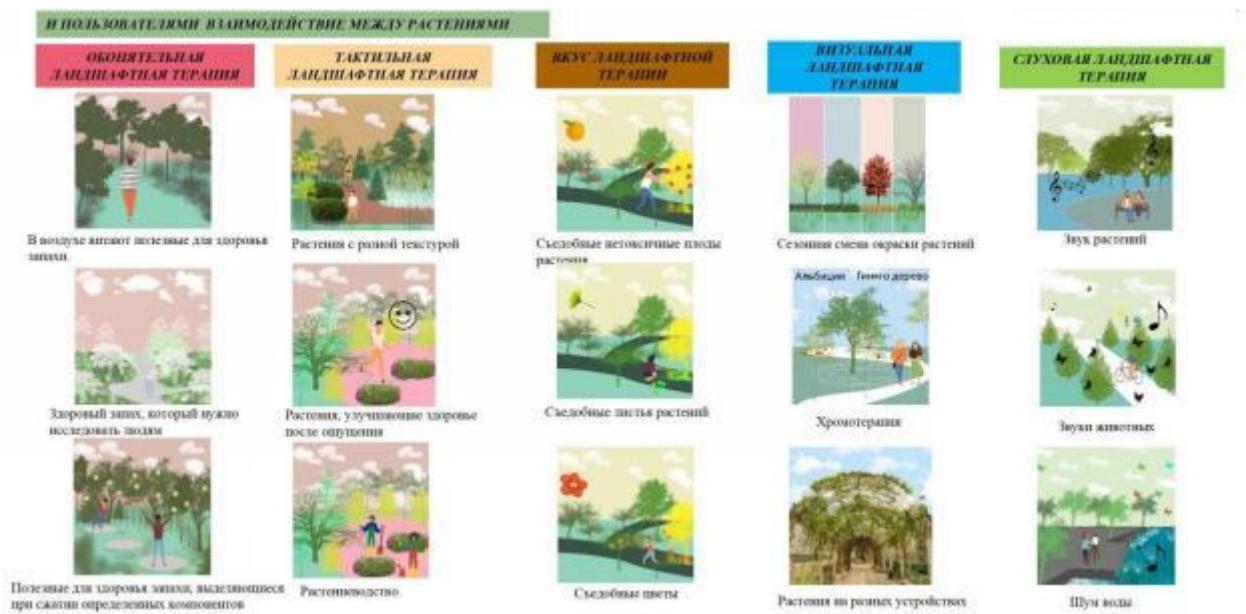 И ПОЛЬЗОВАТЕЛЯМИ ВЗАИМОДЕЙСТВИЕ МЕЖДУ РАСТЕНИЯМИ
ОБОНЯТЕЛЬНАЯ
ЛАНДШАФТНАЯ ТЕРАПИЯ
ТАКТИЛЬНАЯ
ЛАНДШАФТНАЯ ТЕРАПИЯ
ВКУС ЛАНДШАФТНОЙ
ТЕРАПИИ
ВИЗУАЛЬНАЯ
ЛАНДШАФТНАЯ
ТЕРАПИЯ
СЛУХОВАЯ ЛАНДШАФТНАЯ
ТЕРАПИЯ
В воздухе витают полезные для здоровья
запахи.
Растения с разной текстурой
Съедобные нетоксичные плоды
растения
Сезонная смена окраски растений
Звук растений
Здоровый запах, который нужно
исследовать людям
Растения, улучшающие здоровье
после ощущения
Съедобные листья растений
Альбиция Гинкго дерево
Хромотерапия
Звуки животных
Полезные для здоровья запахи, выделяющиеся
при сжатии определенных компонентов
Растениеводство.
Съедобные цветы
Растения на разных устройствах
Шум воды